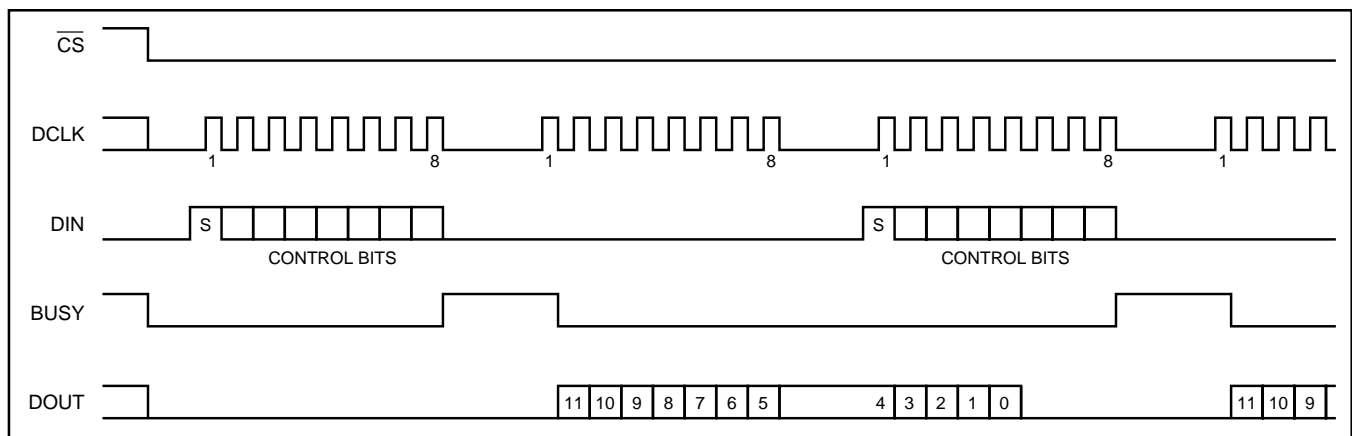 CS
DCLK
1 8 1 8 1 8 1
DIN
S S
CONTROL BITS CONTROL BITS
BUSY
DOUT
11 10 9 8 7 6 5 4 3 2 1 0 11 10 9